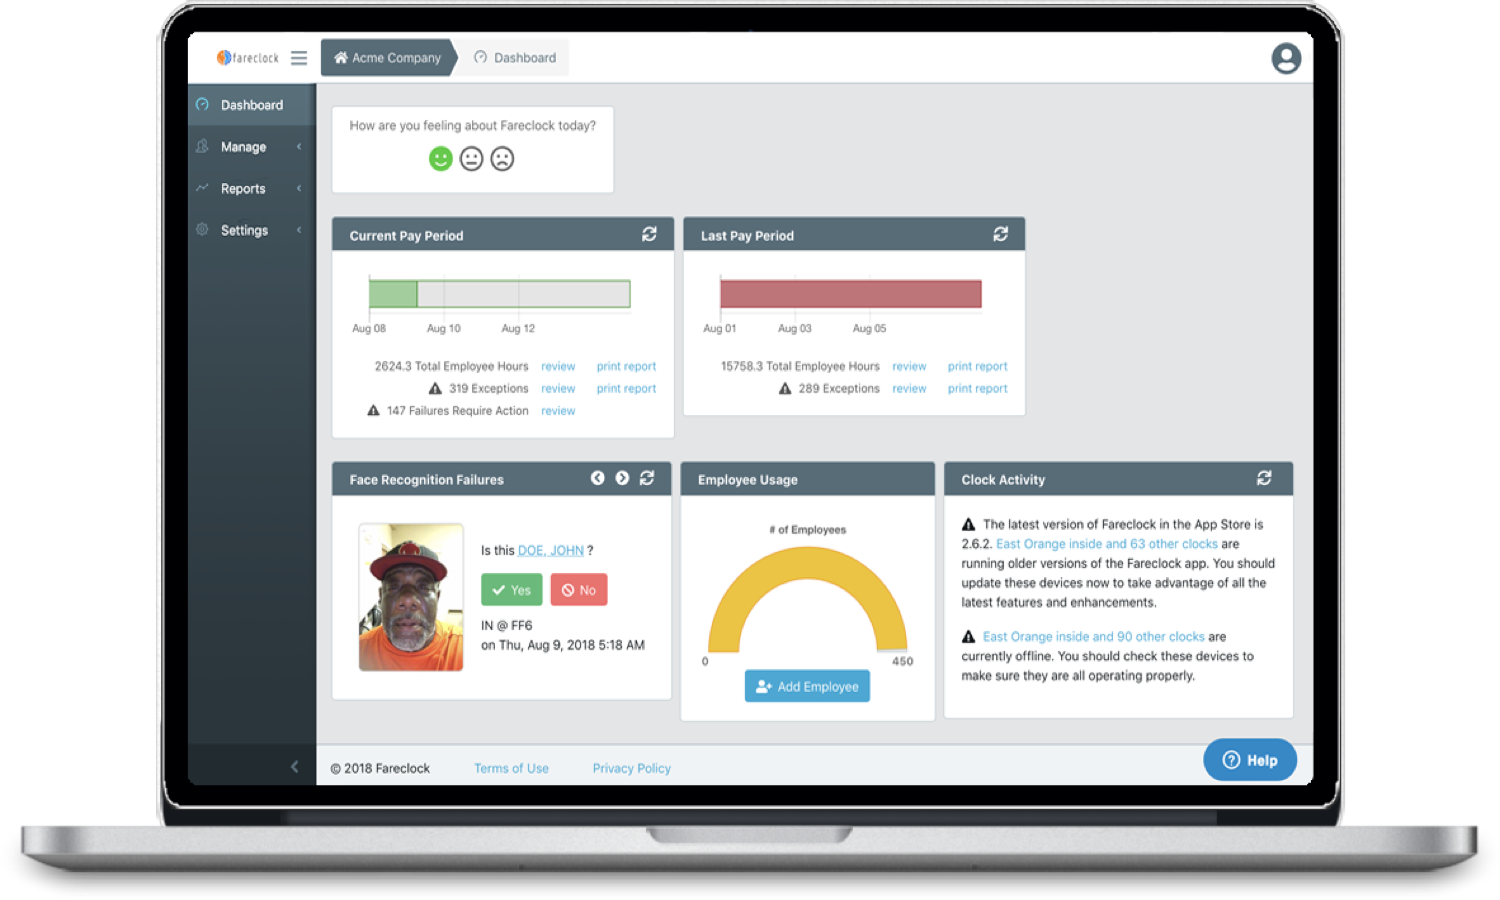 fareclock
Acme Company
Dashboard
Dashboard
Manage
Reports
Settings
How are you feeling about Fareclock today?
Current Pay Period
Aug 08 Aug 10 Aug 12
2624.3 Total Employee Hours review print report
319 Exceptions review print report
147 Failures Require Action review
Last Pay Period
Aug 01 Aug 03 Aug 05
15758.3 Total Employee Hours review print report
289 Exceptions review print report
Face Recognition Failures
Is this DOE, JOHN ?
Yes No
IN @ FF6
on Thu, Aug 9, 2018 5:18 AM
Employee Usage
# of Employees
0 450
Add Employee
Clock Activity
The latest version of Fareclock in the App Store is
2.6.2. East Orange inside and 63 other clocks are
running older versions of the Fareclock app. You should
update these devices now to take advantage of all the
latest features and enhancements.
East Orange inside and 90 other clocks are
currently offline. You should check these devices to
make sure they are all operating properly.
© 2018 Fareclock Terms of Use Privacy Policy
Help